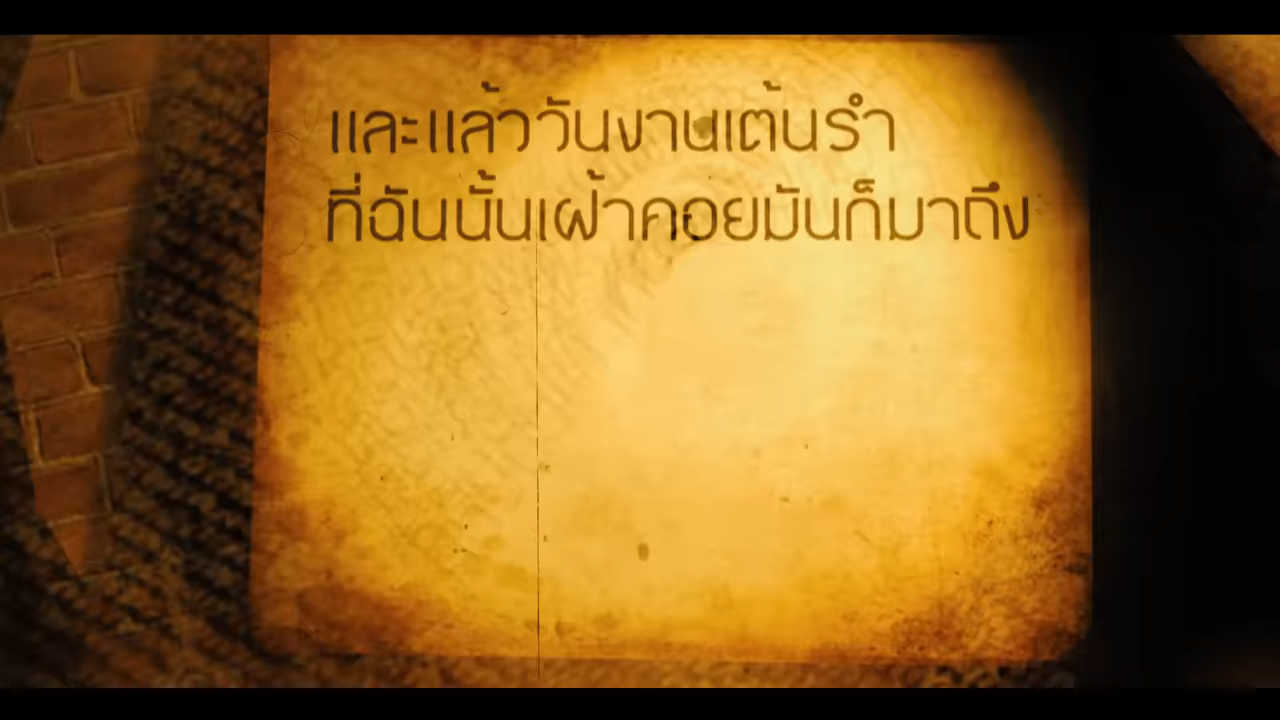 และแล้ววันงานเต้นรำ
ที่ฉันนั้นเฝ้าคอยมันก็มาถึง